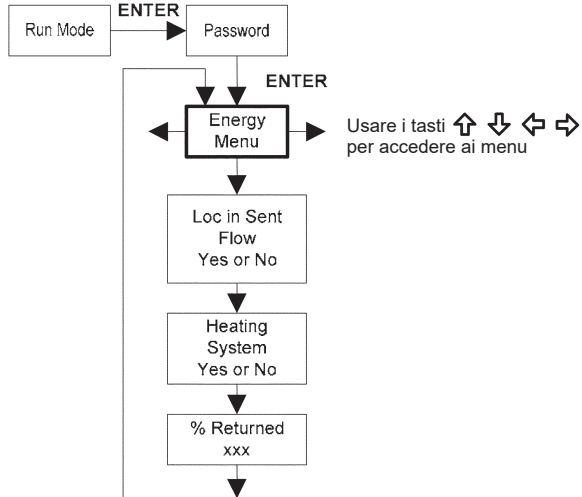 ENTER
Run Mode
Password
ENTER
Energy
Menu
Usare i tasti
per accedere ai menu
Loc in Sent
Flow
Yes or No
Heating
System
Yes or No
% Returned
xxx